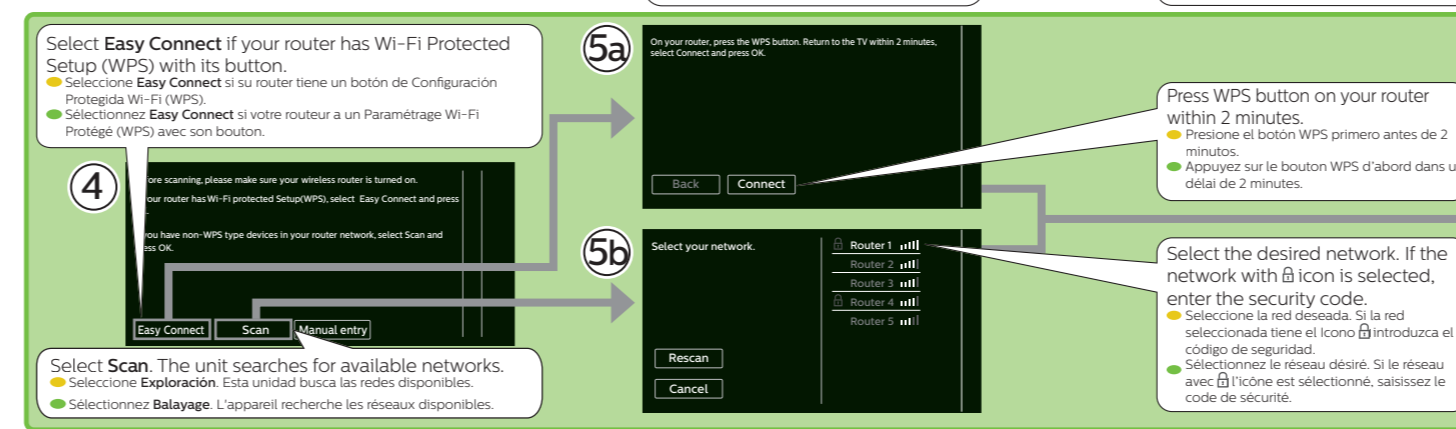 Select Easy Connect if your router has Wi-Fi Protected
Setup (WPS) with its button.
Seleccione Easy Connect si su router tiene un botón de Configuración
Protegida Wi-Fi (WPS).
Sélectionnez Easy Connect si votre routeur a un Paramétrage Wi-Fi
Protégé (WPS) avec son bouton.
4
ore scanning, please make sure your wireless router is turned on.
our router has Wi-Fi protected Setup(WPS), select Easy Connect and press
ou have non-WPS type devices in your router network, select Scan and
ess OK.
Easy Connect Scan Manual entry
Select Scan. The unit searches for available networks.
Seleccione Exploración. Esta unidad busca las redes disponibles.
Sélectionnez Balayage. L'appareil recherche les réseaux disponibles.
5a
On your router, press the WPS button. Return to the TV within 2 minutes,
select Connect and press OK.
Back Connect
Press WPS button on your router
within 2 minutes.
Presione el botón WPS primero antes de 2
minutos.
Appuyez sur le bouton WPS d'abord dans u
délai de 2 minutes.
5b
Select your network.
Router 1
Router 2
Router 3
Router 4
Router 5
Rescan
Cancel
Select the desired network. If the
network with icon is selected,
enter the security code.
Seleccione la red deseada. Si la red
seleccionada tiene el Icono introduzca el
código de seguridad.
Sélectionnez le réseau désiré. Si le réseau
avec l'icône est sélectionné, saisissez le
code de sécurité.